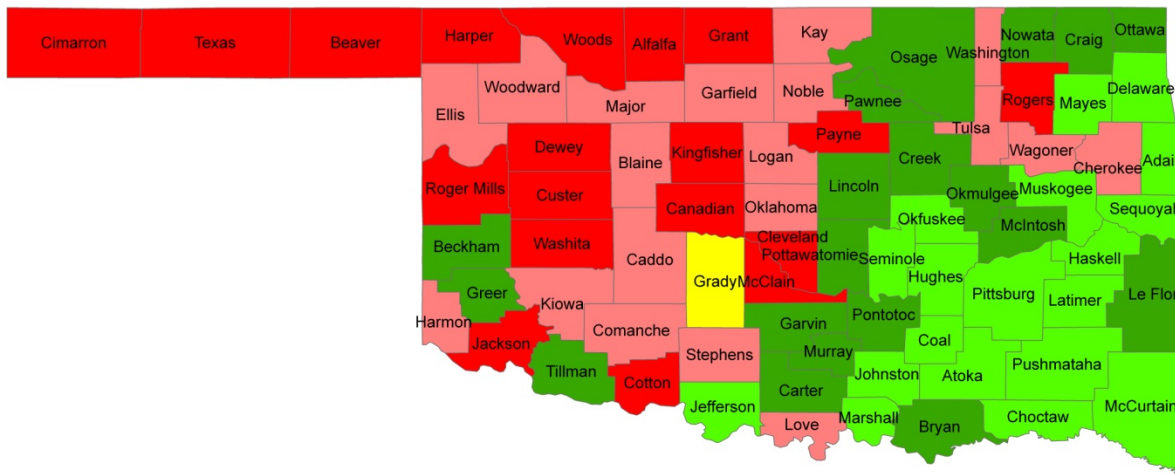 Cimarron
Texas
Beaver
Harper
Woods
Alfalfa
Grant
Kay
Osage
Washington
Nowata
Craig
Ottawa
Ellis
Woodward
Major
Garfield
Noble
Pawnee
Rogers
Mayes
Delaware
Roger Mills
Dewey
Custer
Blaine
Kingfisher
Logan
Payne
Creek
Tulsa
Wagoner
Cherokee
Adai
Canadian
Oklahoma
Lincoln
Okmulgee
Muskogee
Sequoyal
Beckham
Washita
Caddo
Grady
Cleveland
Pottawatomie
McClain
Seminole
Okfuskee
McIntosh
Hughes
Haskell
Pittsburg
Latimer
Le Flor
Greer
Kiowa
Harmon
Jackson
Comanche
Tillman
Cotton
Stephens
Garvin
Pontotoc
Murray
Coal
Pushmataha
Jefferson
Carter
Johnston
Atoka
McCurtain
Love
Marshall
Bryan
Choctaw